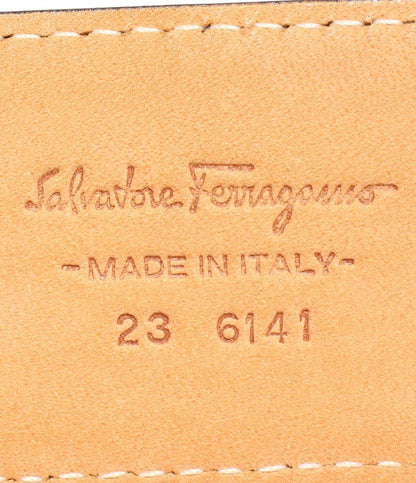 Salvatore Ferragamo
-MADE IN ITALY-
23 6141